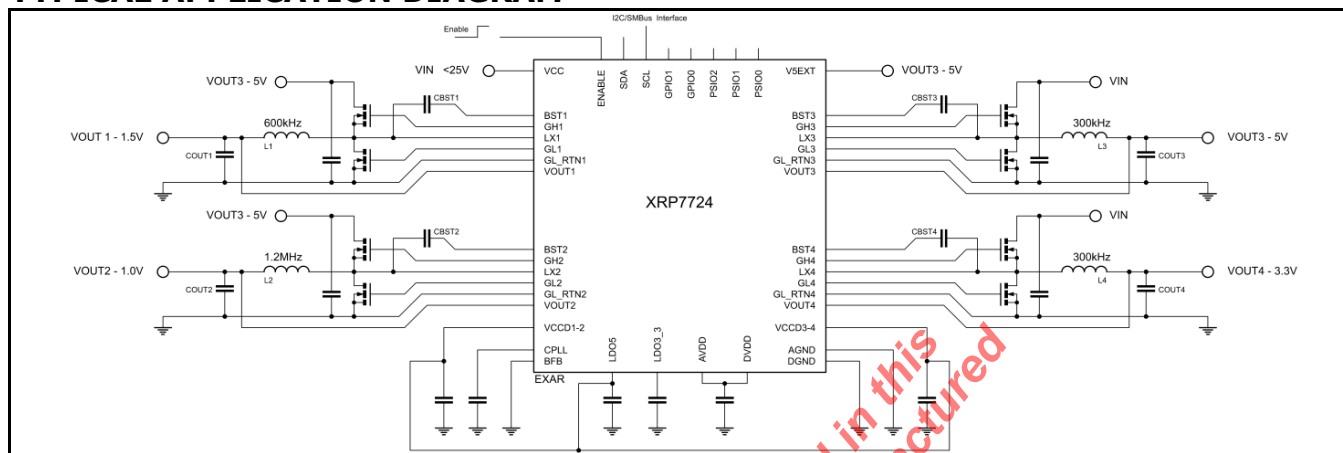 TYPICAL APPLICATION DIAGRAM
I2C/SMBus Interface
Enable
VIN <25V
VCC
ENABLE
SDA
SCL
GPIO1
GPIO0
PSIO2
PSIO1
PSIO0
V5EXT
VOUT3 - 5V
VOUT3 - 5V
CBST1
600kHz
L1
VOUT 1 - 1.5V
COUT1
BST1
GH1
LX1
GL1
GL_RTN1
VOUT1
BST3
GH3
LX3
GL3
GL_RTN3
VOUT3
CBST3
VIN
300kHz
L3
VOUT3 - 5V
COUT3
XRP7724
VOUT3 - 5V
CBST2
1.2MHz
L2
VOUT2 - 1.0V
COUT2
BST2
GH2
LX2
GL2
GL_RTN2
VOUT2
BST4
GH4
LX4
GL4
GL_RTN4
VOUT4
CBST4
VIN
300kHz
L4
VOUT4 - 3.3V
COUT4
VCCD1-2
CPLL
BFB
LDO5
LDO3_3
AVDD
DVDD
VCCD3-4
AGND
DGND
EXAR
in this
ctured